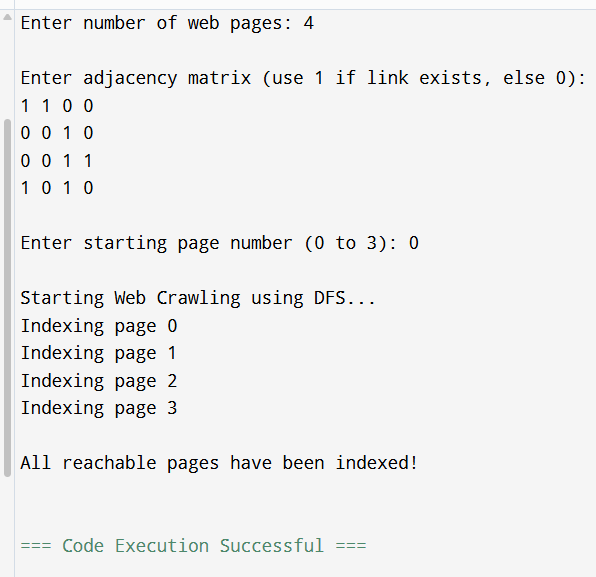 Enter number of web pages: 4
Enter adjacency matrix (use 1 if link exists, else 0):
1 1 0 0
0 0 1 0
0 0 1 1
1 0 1 0
Enter starting page number (0 to 3): 0
Starting Web Crawling using DFS...
Indexing page 0
Indexing page 1
Indexing page 2
Indexing page 3
All reachable pages have been indexed!
=== Code Execution Successful ===